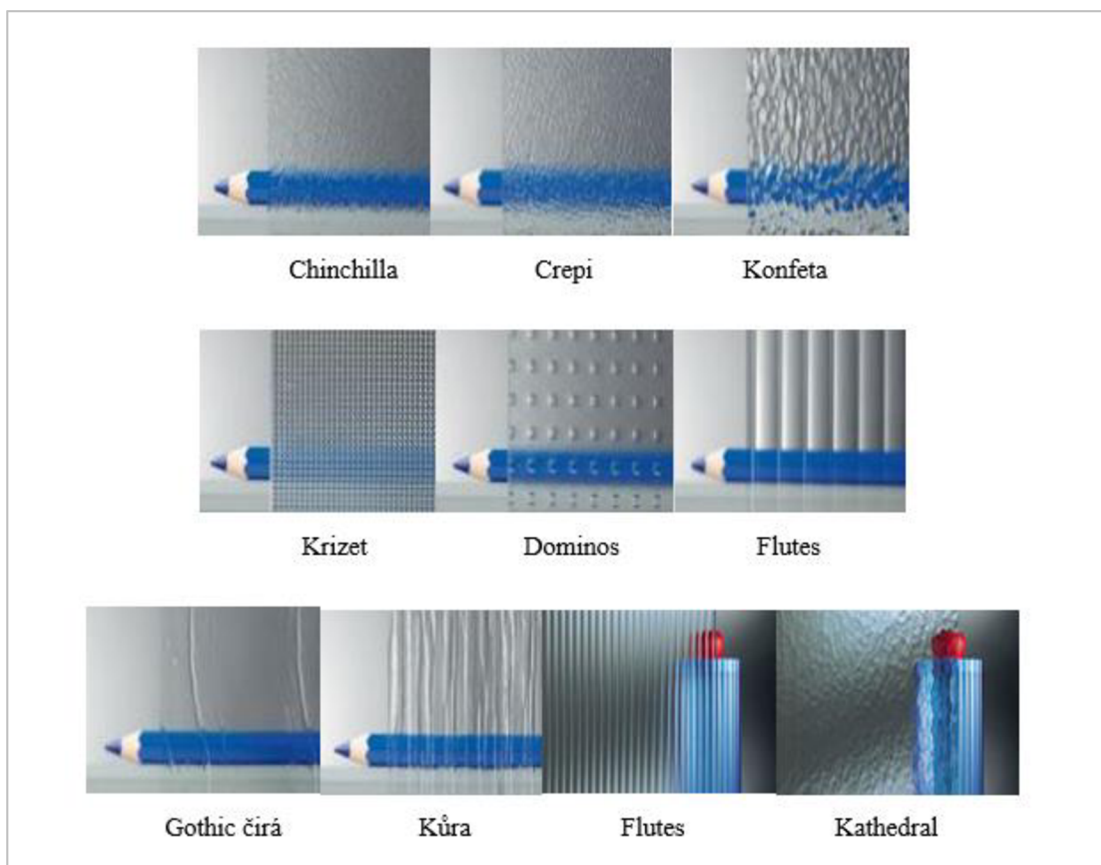 Chinchilla Crepi Konfeta
Krizet Dominos Flutes
Gothic čirá Kůra Flutes Kathedral